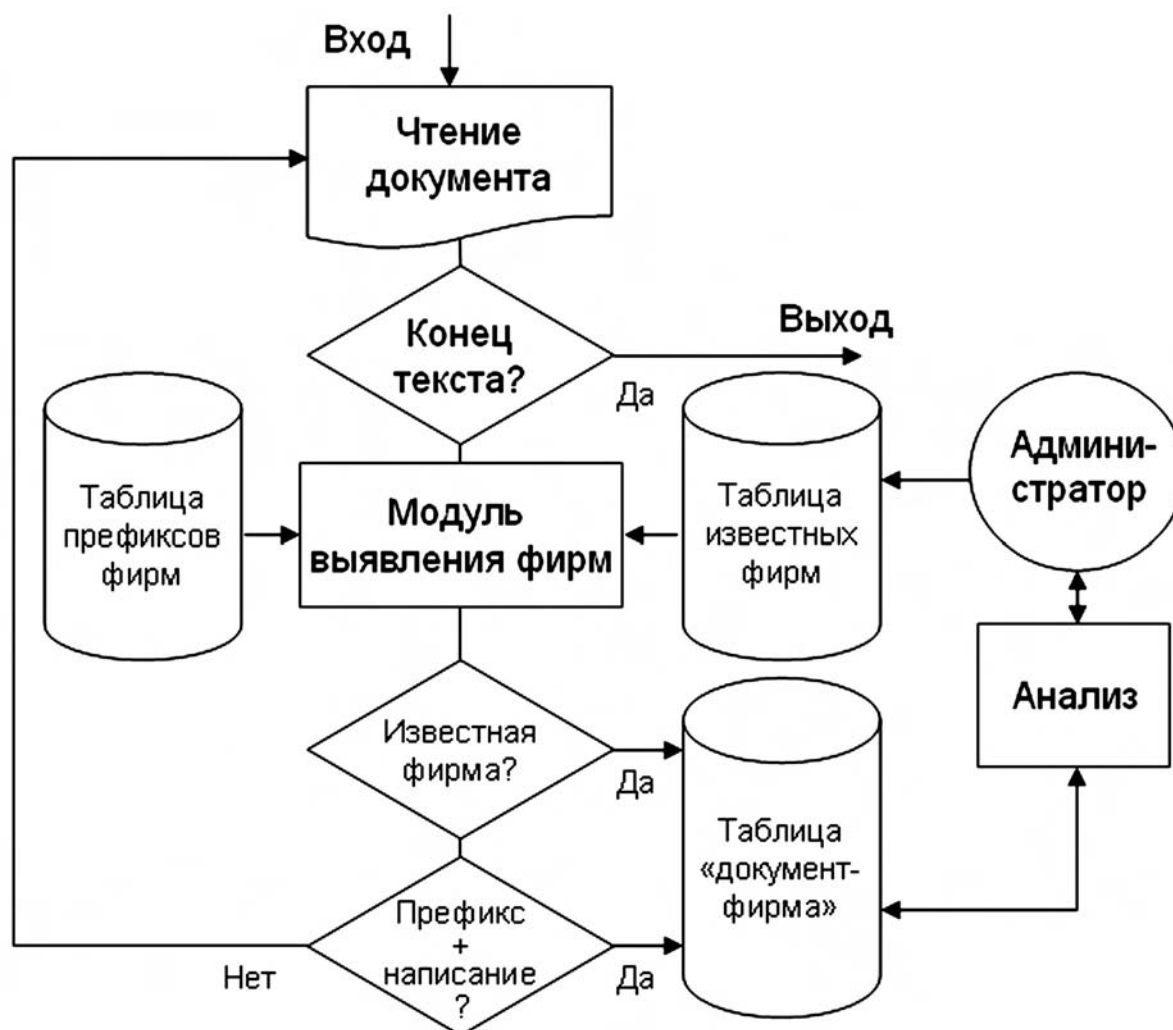 Вход
Чтение
документа
Конец
текста?
Выход
Да
Таблица
префиксов
фирм
Модуль
выявления фирм
Таблица
известных
фирм
Админи-
стратор
Анализ
Известная
фирма?
Да
Таблица
«документ-
фирма»
Префикс
+
написание
?
Нет
Да